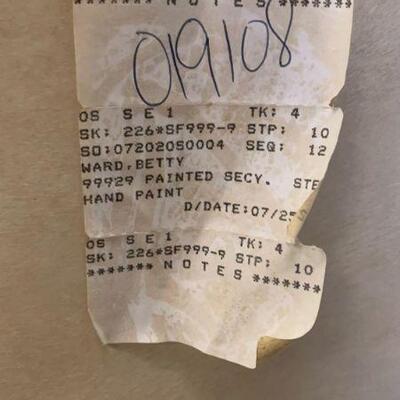 ******* N O T E S *******
019108
OS S E 1 TK: 4
SK: 226*SF999-9 STP: 10
SO:07202050004 SEQ: 12
WARD,BETTY
99929 PAINTED SECY. STE
HAND PAINT
D/DATE:07/25
OS S E 1 TK: 4
SK: 226*SF999-9 STP: 10
******* N O T E S *******